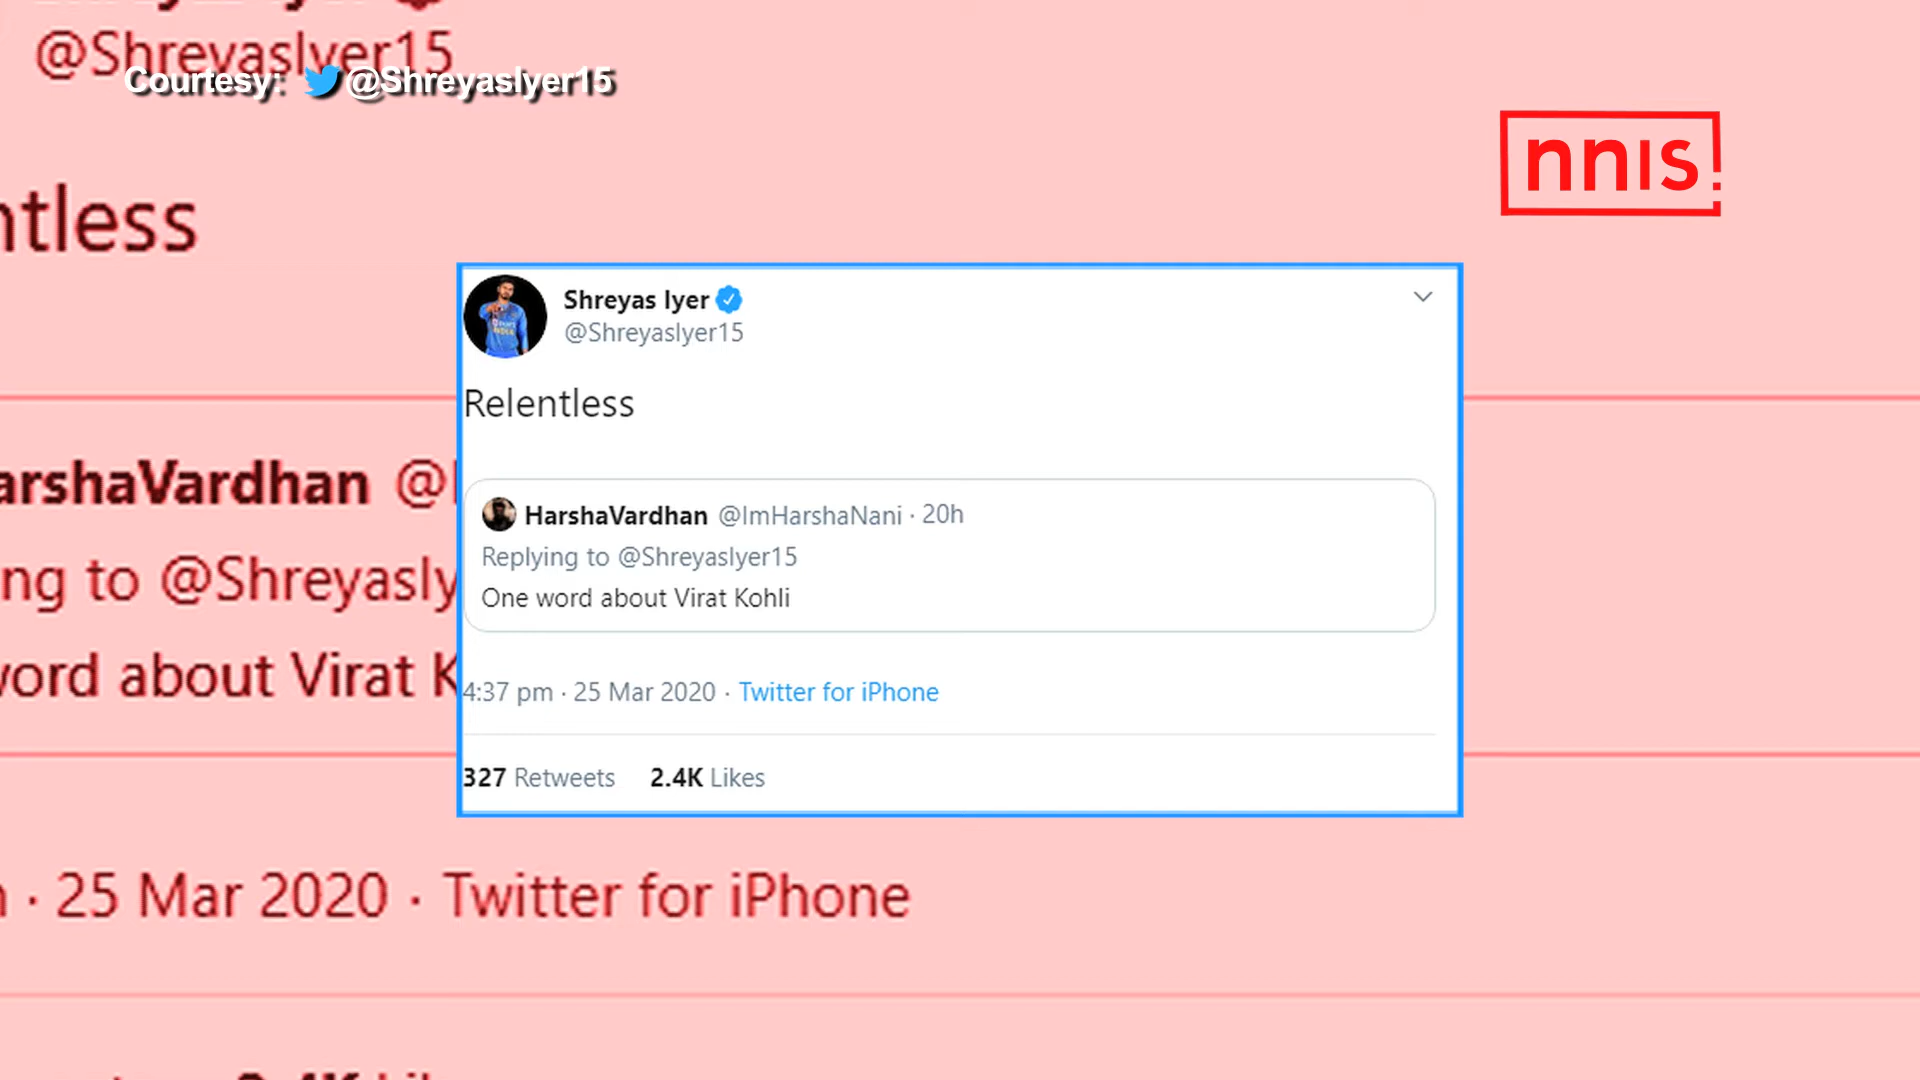 @ShreyasIyer15
Courtesy: @ShreyasIyer15
nnis!
ntless
Shreyas Iyer
@ShreyasIyer15
Relentless
HarshaVardhan @ImHarshaNani · 20h
Replying to @ShreyasIyer15
One word about Virat Kohli
4:37 pm · 25 Mar 2020 · Twitter for iPhone
327 Retweets 2.4K Likes
arshaVardhan @
ng to @ShreyasIy
word about Virat K
· 25 Mar 2020 · Twitter for iPhone